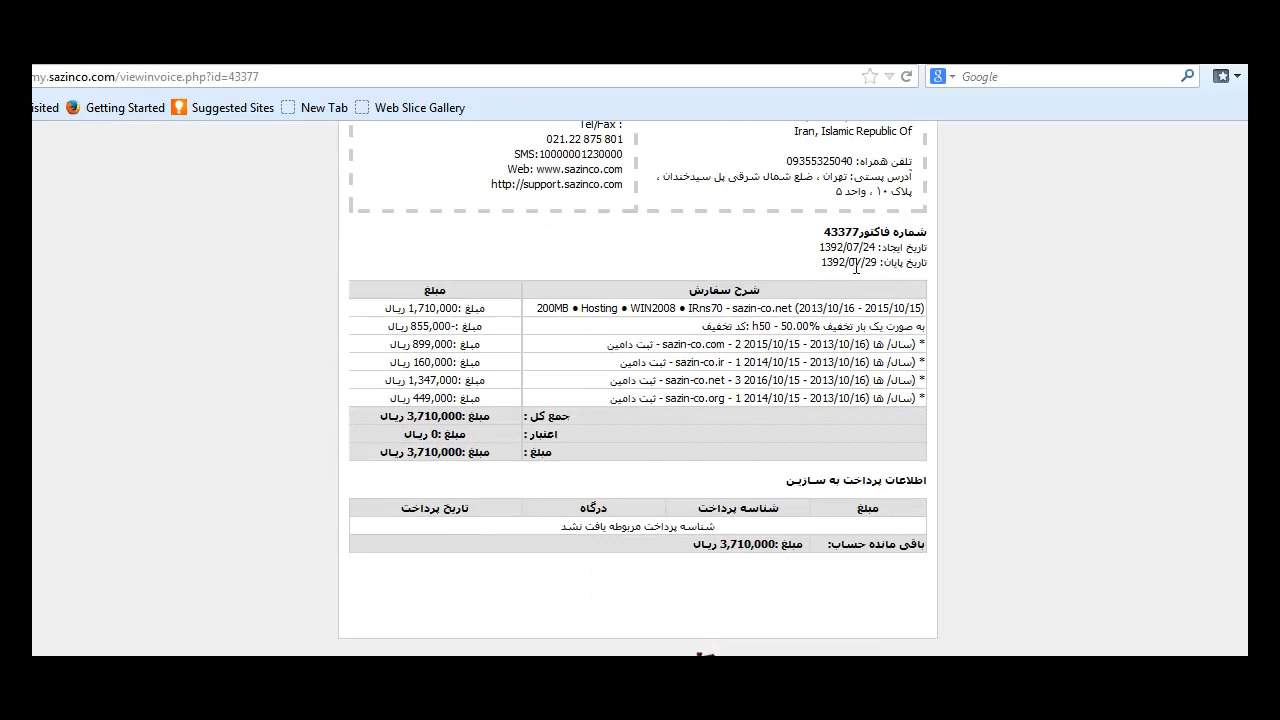 my.sazinco.com/viewinvoice.php?id=43377
Google
isited Getting Started Suggested Sites New Tab Web Slice Gallery
Iran, Islamic Republic Of
تلفن همراه: 09355325040
آدرس پستی: تهران ، ضلع شمال شرقی پل سیدخندان ،
پلاک ۱۰ ، واحد ۵
Tel/Fax :
021.22 875 801
SMS:10000001230000
Web: www.sazinco.com
http://support.sazinco.com
شماره فاکتور43377
تاریخ ایجاد: 1392/07/24
تاریخ پایان: 1392/07/29
شرح سفارش مبلغ
200MB ● Hosting ● WIN2008 ● IRns70 - sazin-co.net (2013/10/16 - 2015/10/15) مبلغ :1,710,000 ریال
به صورت یک بار تخفیف h50 - 50.00% :کد تخفیف مبلغ :-855,000 ریال
* (سال/ ها (2013/10/16 - 2015/10/15 2 - sazin-co.com - ثبت دامین مبلغ :899,000 ریال
* (سال/ ها (2013/10/16 - 2014/10/15 1 - sazin-co.ir - ثبت دامین مبلغ :160,000 ریال
* (سال/ ها (2013/10/16 - 2016/10/15 3 - sazin-co.net - ثبت دامین مبلغ :1,347,000 ریال
* (سال/ ها (2013/10/16 - 2014/10/15 1 - sazin-co.org - ثبت دامین مبلغ :449,000 ریال
جمع کل : مبلغ :3,710,000 ریال
اعتبار : مبلغ :0 ریال
مبلغ : مبلغ :3,710,000 ریال
اطلاعات پرداخت به سازین
مبلغ شناسه پرداخت درگاه تاریخ پرداخت
شناسه پرداخت مربوطه یافت نشد
باقی مانده حساب: مبلغ :3,710,000 ریال